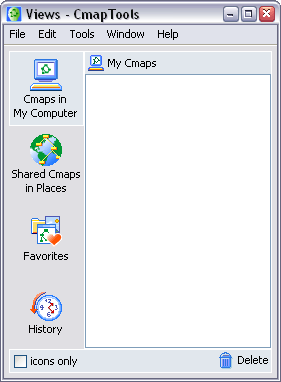 Views - CmapTools
File Edit Tools Window Help
Cmaps in
My Computer
My Cmaps
Shared Cmaps
in Places
Favorites
History
icons only
Delete